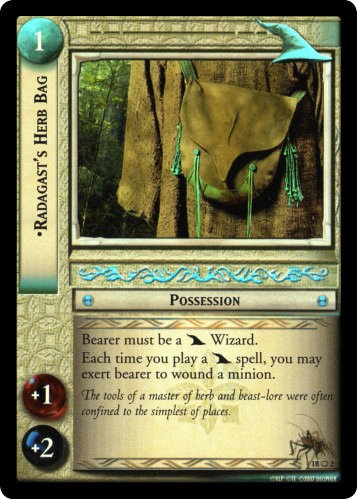 1
•Radagast's Herb Bag
Possession
Bearer must be a Wizard.
Each time you play a spell, you may
exert bearer to wound a minion.
The tools of a master of herb and beast-lore were often
confined to the simplest of places.
+1
+2